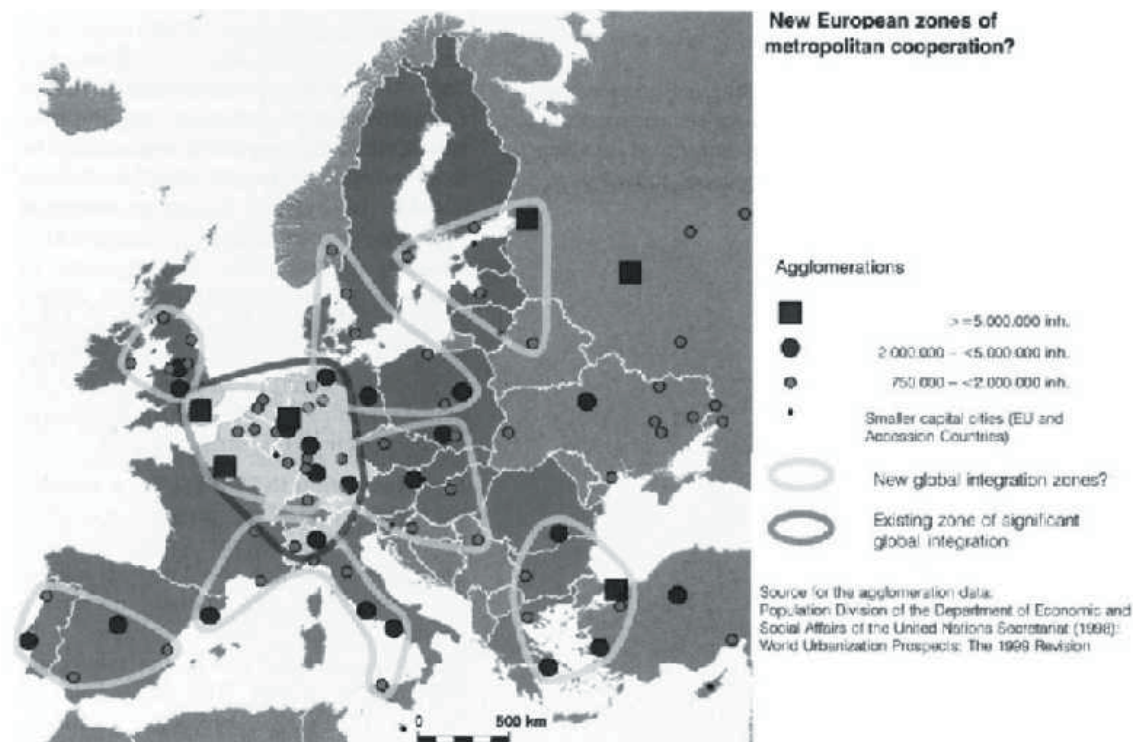 New European zones of
metropolitan cooperation?
Agglomerations
>=5.000.000 inh.
2.000.000 – <5.000.000 inh.
750.000 – <2.000.000 inh.
Smaller capital cities (EU and
Accession Countries)
New global integration zones?
Existing zone of significant
global integration
Source for the agglomeration data:
Population Division of the Department of Economic and
Social Affairs of the United Nations Secretariat (1998):
World Urbanization Prospects: The 1999 Revision
0 500 km